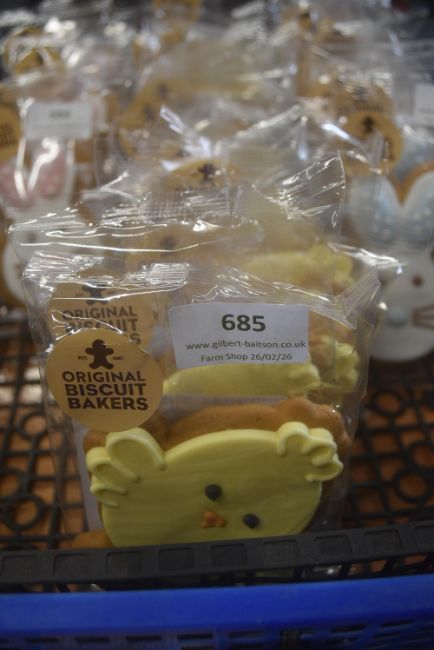 685
www.gilbert-baitson.co.uk
Farm Shop 26/02/26
ORIGINAL
BISCUIT
BAKERS
ORIGINAL
BISCUIT
BAKERS